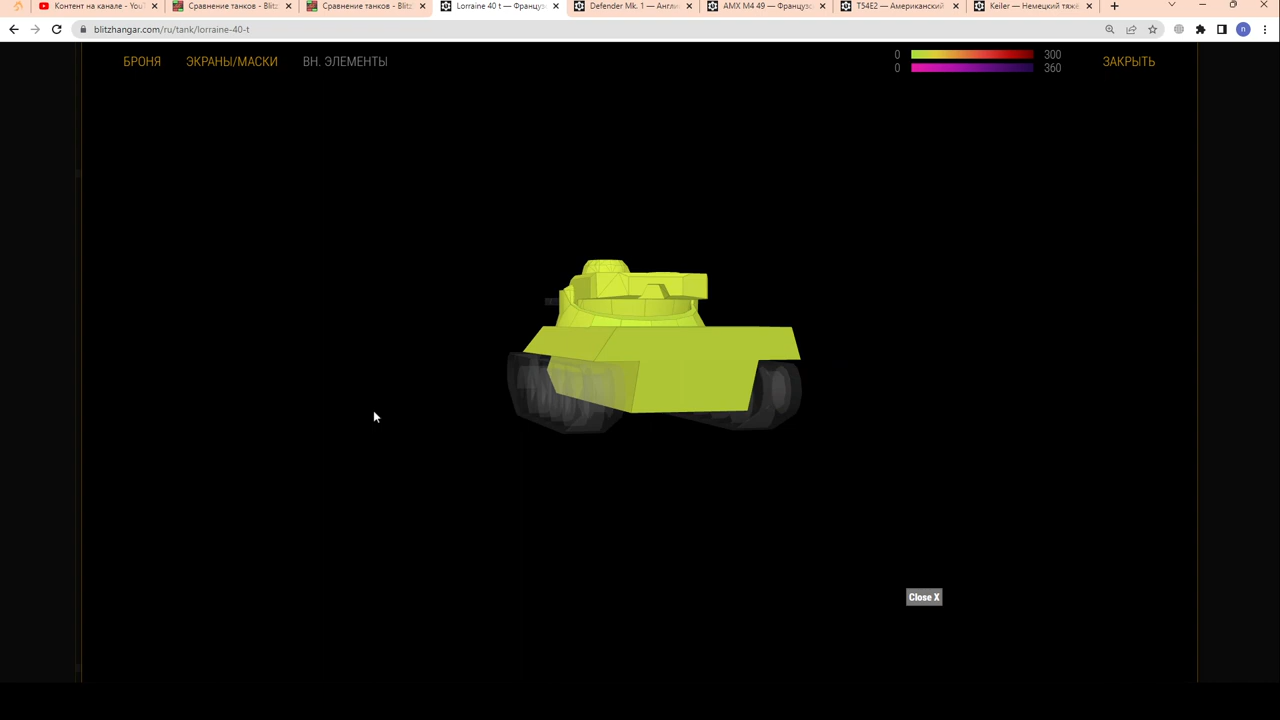 Контент на канале - YouT
Сравнение танков - Blitz
Сравнение танков - Blitz
Lorraine 40 t — Француз
Defender Mk. 1 — Англи
AMX M4 49 — Француз
T54E2 — Американский
Keiler — Немецкий тяже
blitzhangar.com/ru/tank/lorraine-40-t
n
БРОНЯ
ЭКРАНЫ/МАСКИ
ВН. ЭЛЕМЕНТЫ
0 300
0 360
ЗАКРЫТЬ
Close X